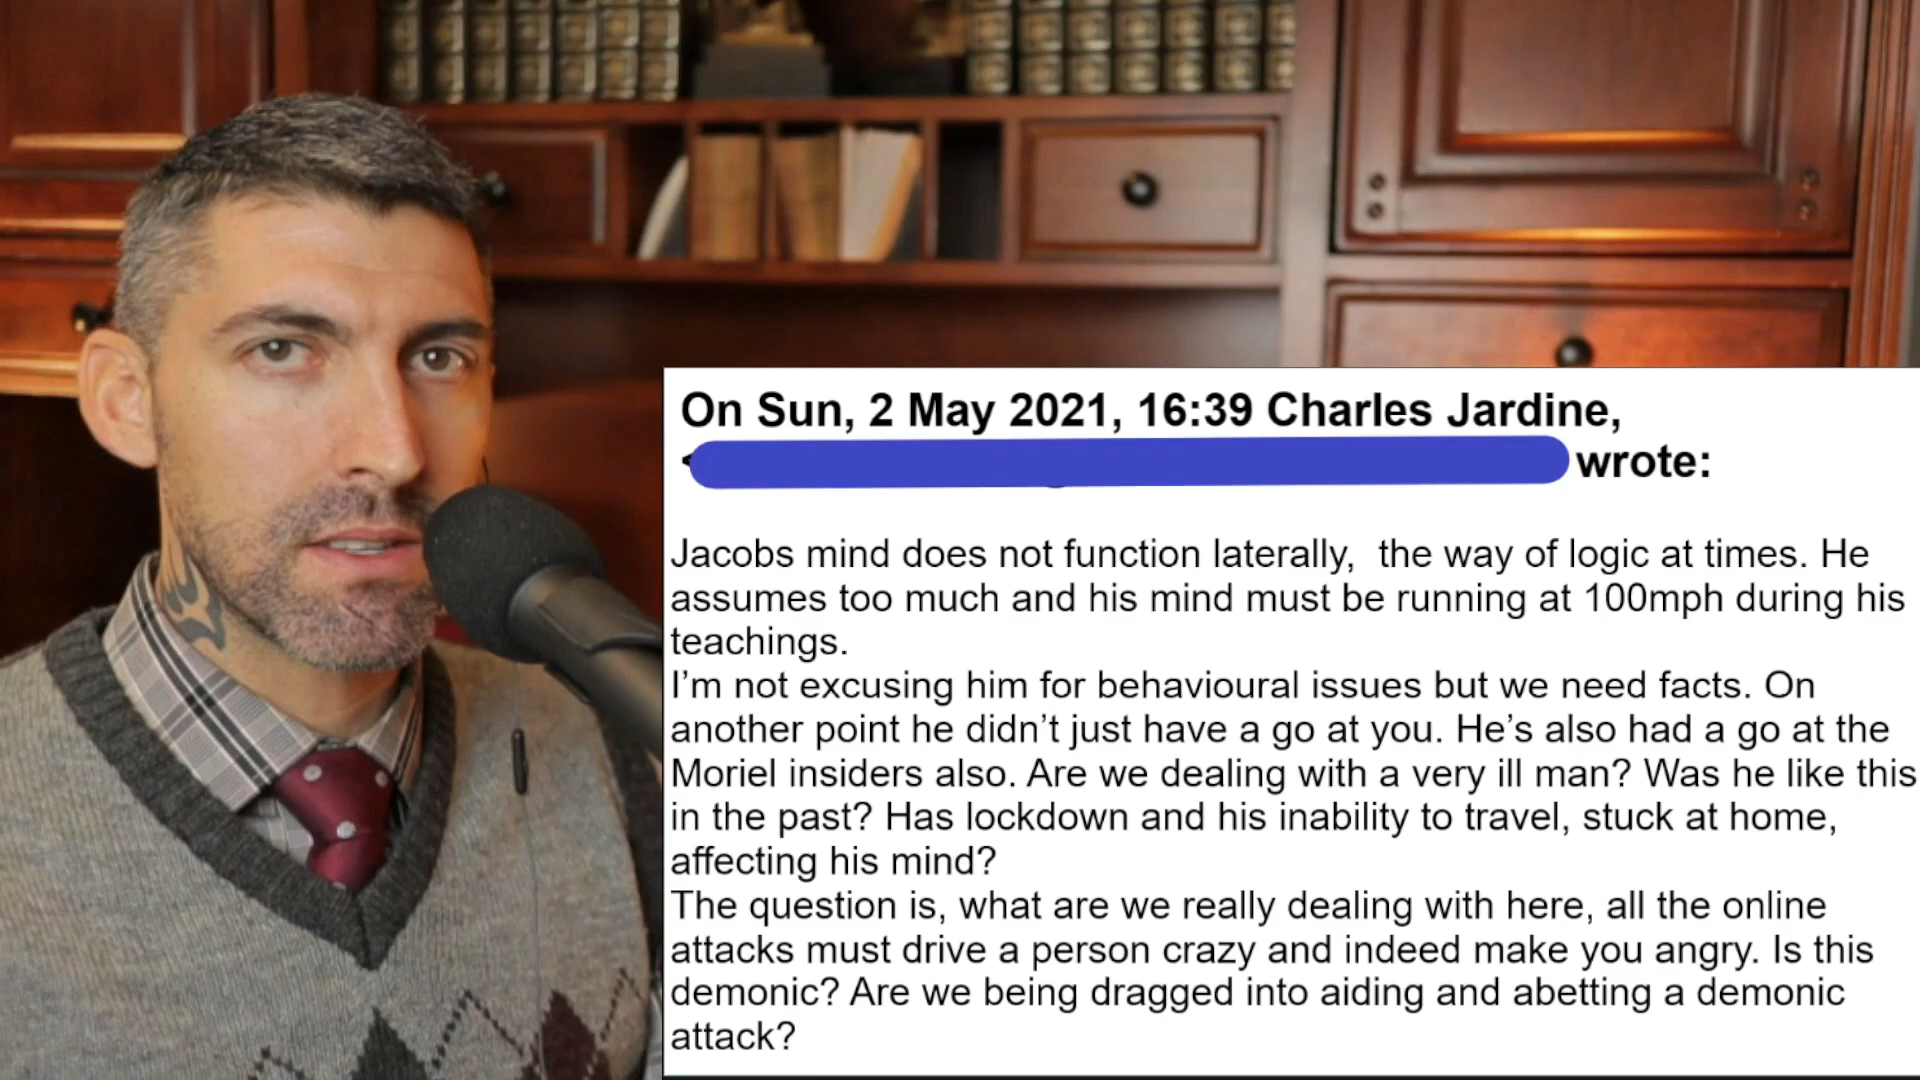 On Sun, 2 May 2021, 16:39 Charles Jardine,
wrote:
Jacobs mind does not function laterally,  the way of logic at times. He
assumes too much and his mind must be running at 100mph during his
teachings.
I'm not excusing him for behavioural issues but we need facts. On
another point he didn't just have a go at you. He's also had a go at the
Moriel insiders also. Are we dealing with a very ill man? Was he like this
in the past? Has lockdown and his inability to travel, stuck at home,
affecting his mind?
The question is, what are we really dealing with here, all the online
attacks must drive a person crazy and indeed make you angry. Is this
demonic? Are we being dragged into aiding and abetting a demonic
attack?